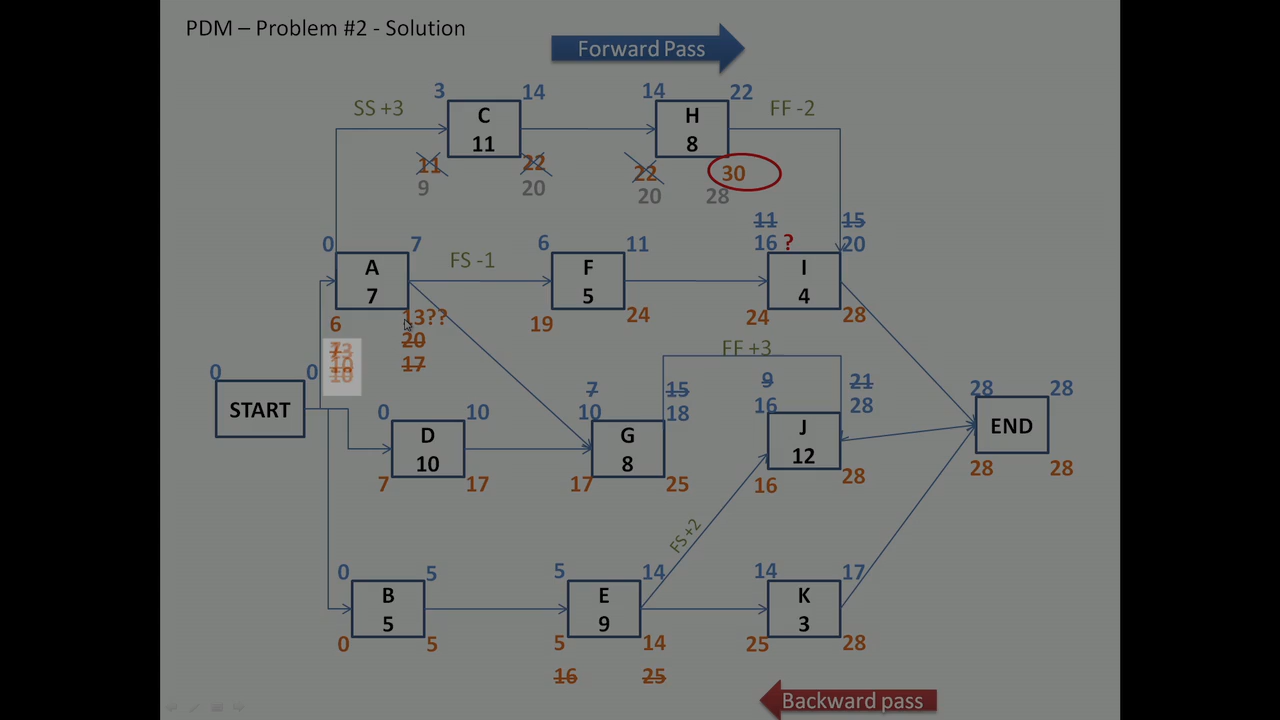 PDM – Problem #2 - Solution
Forward Pass
3 14 14 22
SS +3 FF -2
C H
11 8
11 22 22 30
9 20 20 28
11 15
0 7 6 11 16 ? 20
FS -1
A F I
7 5 4
6 13?? 19 24 24 28
20
17
10
FF +3
0 0 7 15 9 21 28 28
0 10 10 18 16 28
START D G J END
10 8 12
7 17 17 25 16 28 28 28
FS +2
0 5 5 14 14 17
B E K
5 9 3
0 5 5 14 25 28
16 25
Backward pass